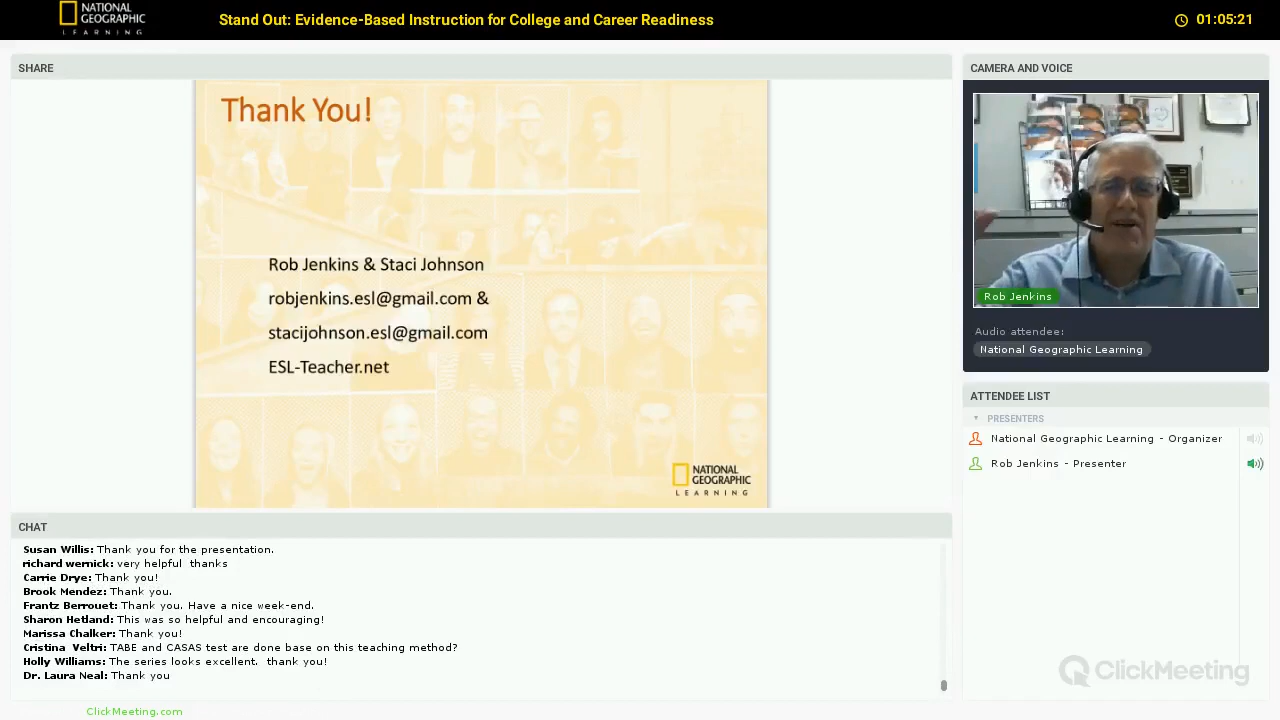 NATIONAL
GEOGRAPHIC
LEARNING
Stand Out: Evidence-Based Instruction for College and Career Readiness
01:05:21
SHARE
Thank You!
Rob Jenkins & Staci Johnson
robjenkins.esl@gmail.com &
stacijohnson.esl@gmail.com
ESL-Teacher.net
NATIONAL
GEOGRAPHIC
LEARNING
CAMERA AND VOICE
Rob Jenkins
Audio attendee:
National Geographic Learning
ATTENDEE LIST
PRESENTERS
National Geographic Learning - Organizer
Rob Jenkins - Presenter
CHAT
Susan Willis: Thank you for the presentation.
richard wernick: very helpful  thanks
Carrie Drye: Thank you!
Brook Mendez: Thank you.
Frantz Berrouet: Thank you. Have a nice week-end.
Sharon Hetland: This was so helpful and encouraging!
Marissa Chalker: Thank you!
Cristina  Veltri: TABE and CASAS test are done base on this teaching method?
Holly Williams: The series looks excellent.  thank you!
Dr. Laura Neal: Thank you
ClickMeeting
ClickMeeting.com